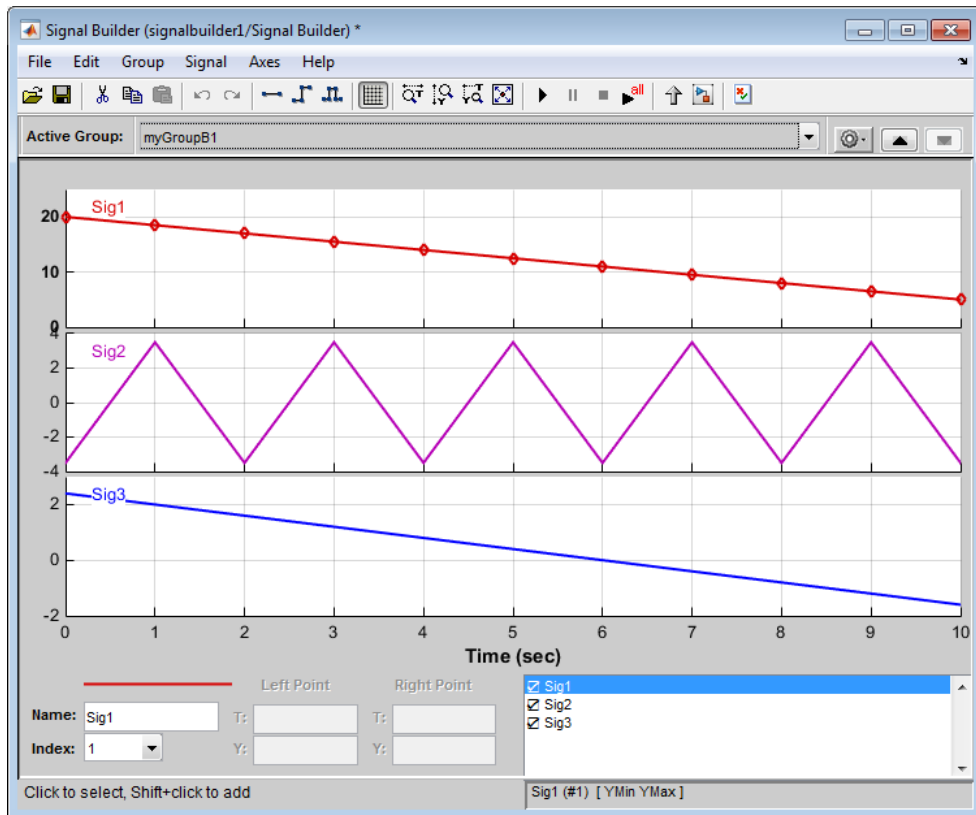 Signal Builder (signalbuilder1/Signal Builder) *
File Edit Group Signal Axes Help
all
Active Group: myGroupB1
Sig1
20
10
0
Sig2
4
2
0
-2
-4
Sig3
2
0
-2
0 1 2 3 4 5 6 7 8 9 10
Time (sec)
Left Point Right Point
Name: Sig1 T: T:
Index: 1 Y: Y:
Sig1
Sig2
Sig3
Click to select, Shift+click to add
Sig1 (#1) [ YMin YMax ]